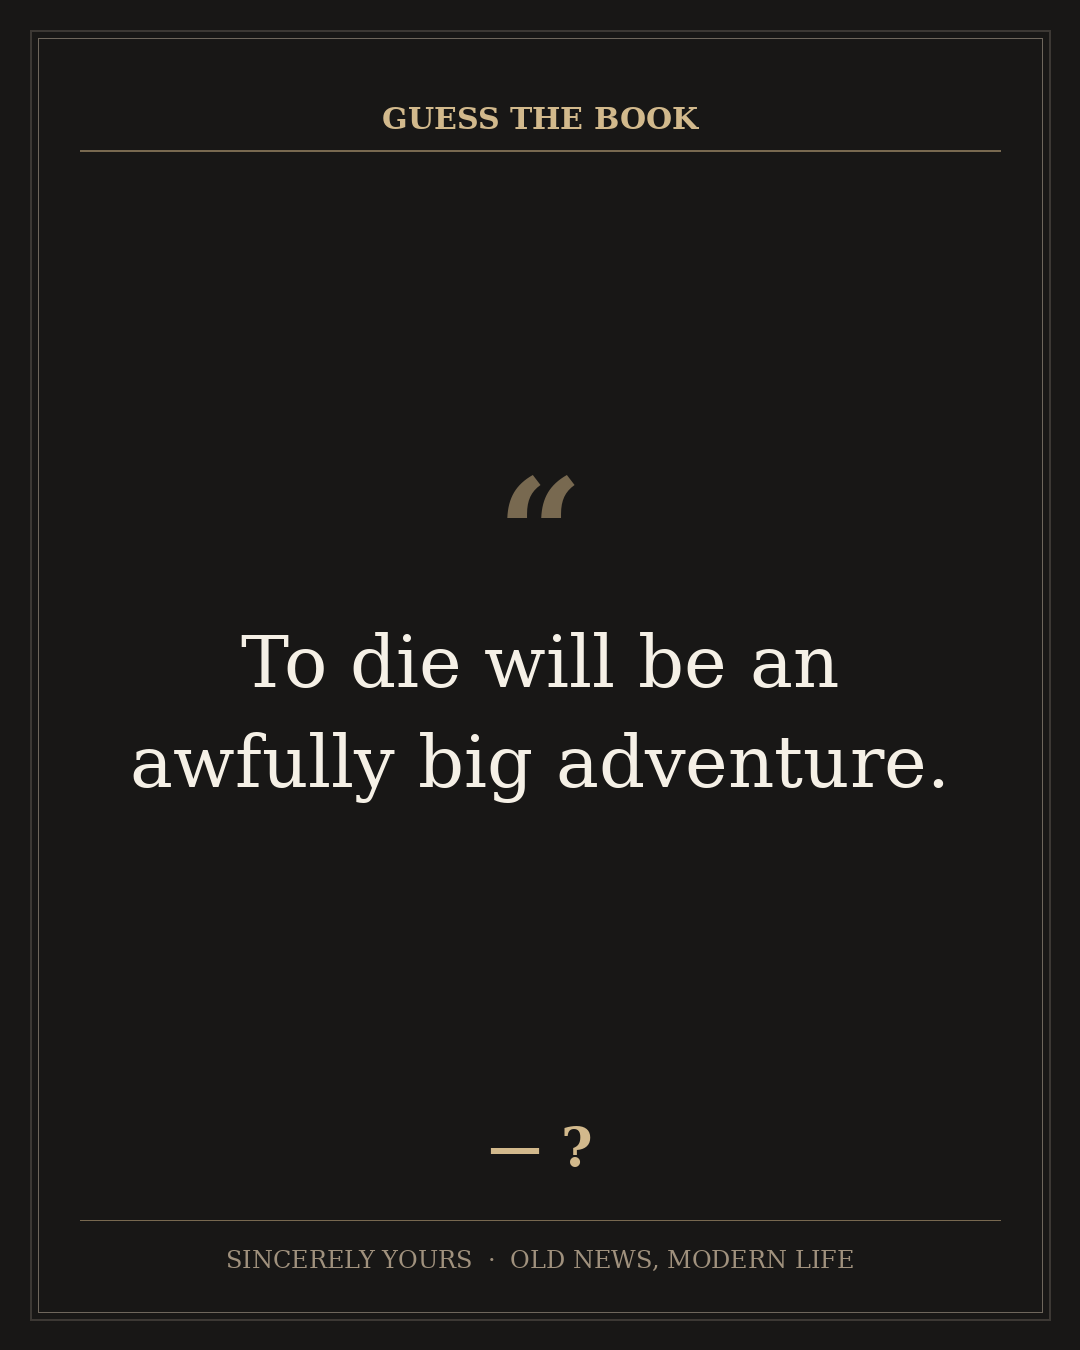 GUESS THE BOOK
“
To die will be an
awfully big adventure.
— ?
SINCERELY YOURS · OLD NEWS, MODERN LIFE